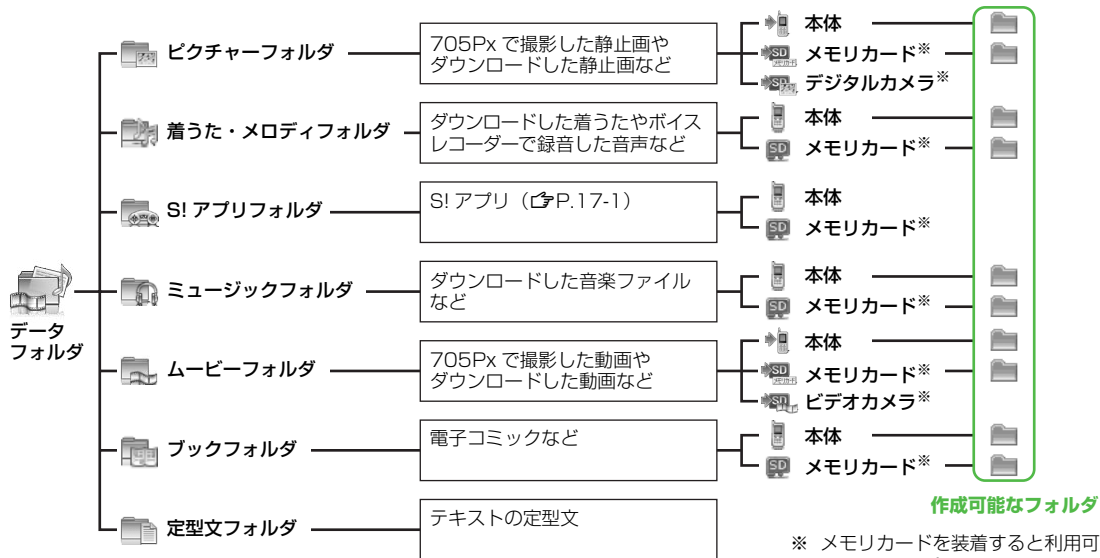 データ
フォルダ
ピクチャーフォルダ
705Px で撮影した静止画や
ダウンロードした静止画など
本体
メモリカード※
デジタルカメラ※
着うた・メロディフォルダ
ダウンロードした着うたやボイス
レコーダーで録音した音声など
本体
メモリカード※
S! アプリフォルダ
S! アプリ（☞P.17-1）
本体
メモリカード※
ミュージックフォルダ
ダウンロードした音楽ファイル
など
本体
メモリカード※
ムービーフォルダ
705Px で撮影した動画や
ダウンロードした動画など
本体
メモリカード※
ビデオカメラ※
ブックフォルダ
電子コミックなど
本体
メモリカード※
定型文フォルダ
テキストの定型文
作成可能なフォルダ
※ メモリカードを装着すると利用可